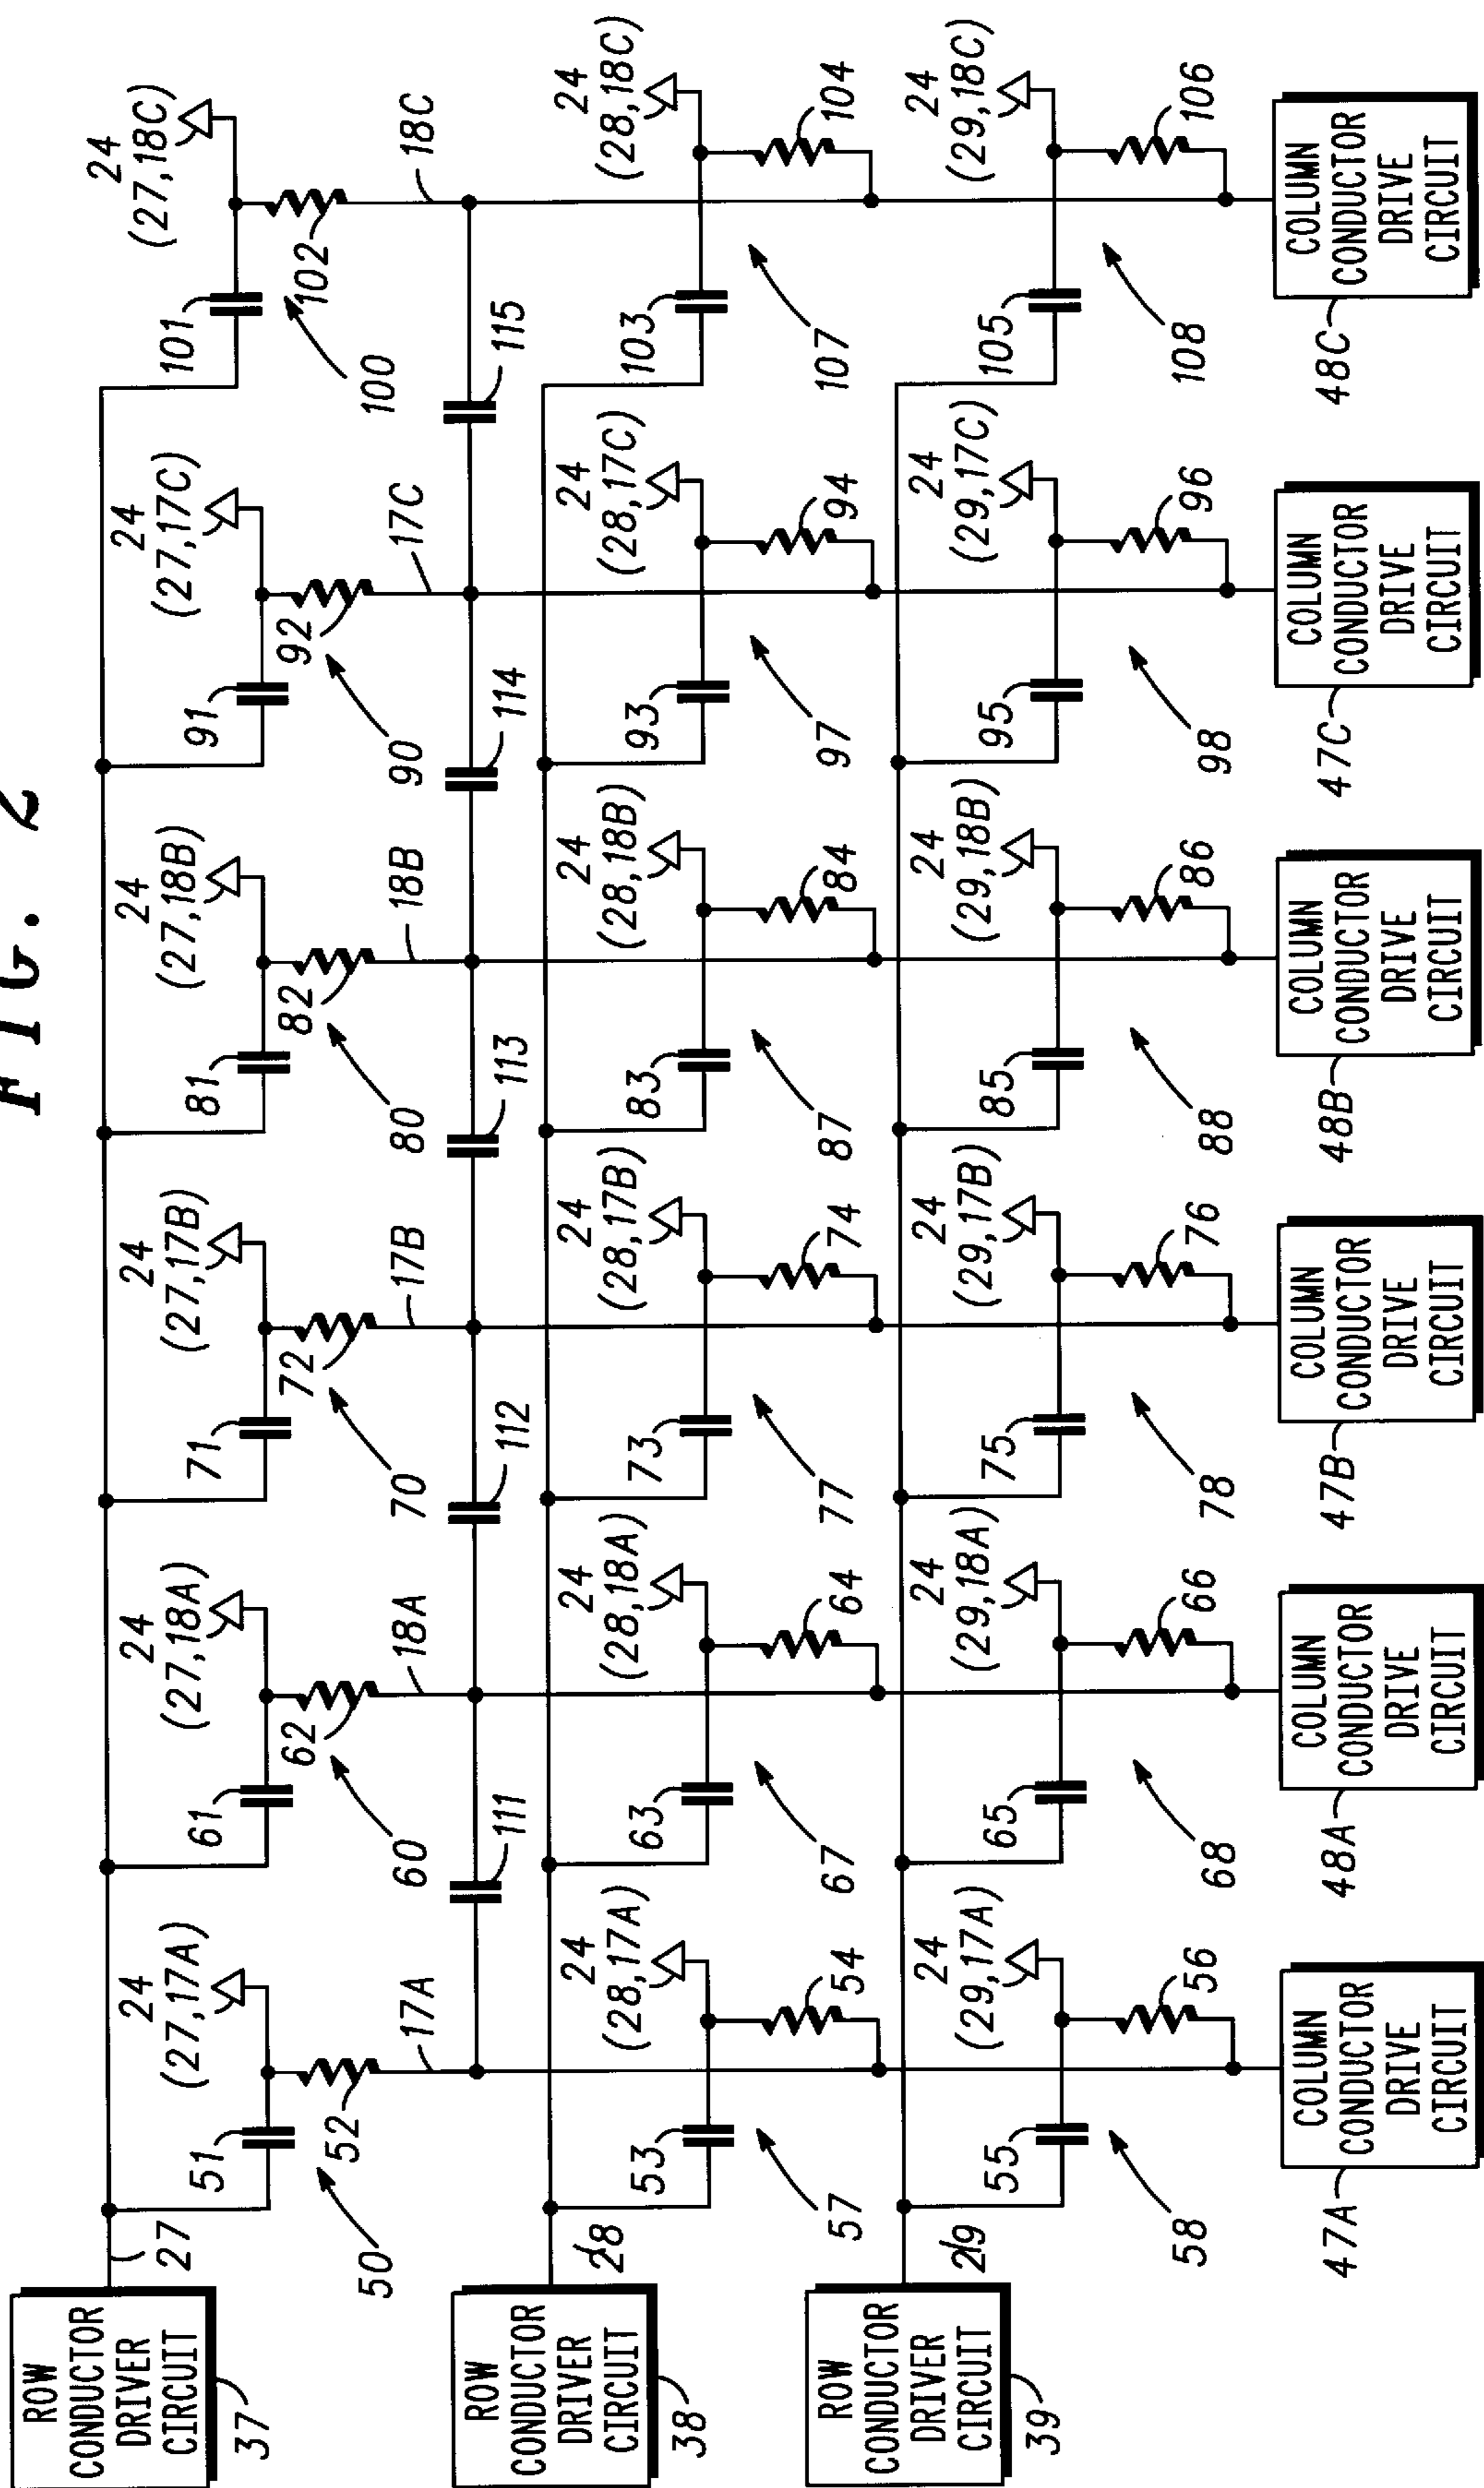 FIG. 2
ROW
CONDUCTOR
DRIVER
CIRCUIT
37
27
50
51
52
24
(27,17A)
17A
111
60
61
62
24
(27,18A)
18A
112
70
71
72
24
(27,17B)
17B
113
80
81
82
24
(27,18B)
18B
114
90
91
92
24
(27,17C)
17C
115
100
101
102
24
(27,18C)
18C
ROW
CONDUCTOR
DRIVER
CIRCUIT
38
28
53
24
(28,17A)
54
57
63
24
(28,18A)
64
67
73
24
(28,17B)
74
77
83
24
(28,18B)
84
87
93
24
(28,17C)
94
97
103
24
(28,18C)
104
107
ROW
CONDUCTOR
DRIVER
CIRCUIT
39
29
55
24
(29,17A)
56
58
65
24
(29,18A)
66
68
75
24
(29,17B)
76
78
85
24
(29,18B)
86
88
95
24
(29,17C)
96
98
105
24
(29,18C)
106
108
COLUMN
CONDUCTOR
DRIVE
CIRCUIT
47A
COLUMN
CONDUCTOR
DRIVE
CIRCUIT
48A
COLUMN
CONDUCTOR
DRIVE
CIRCUIT
47B
COLUMN
CONDUCTOR
DRIVE
CIRCUIT
48B
COLUMN
CONDUCTOR
DRIVE
CIRCUIT
47C
COLUMN
CONDUCTOR
DRIVE
CIRCUIT
48C